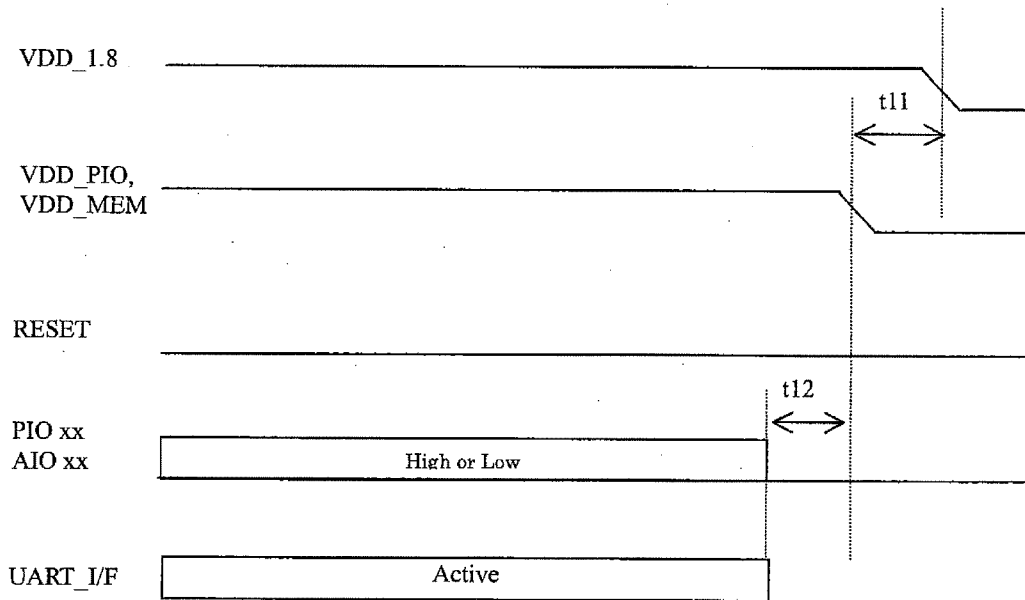 VDD_1.8
t11
VDD_PIO,
VDD_MEM
RESET
t12
PIO xx
AIO xx
High or Low
UART_I/F
Active